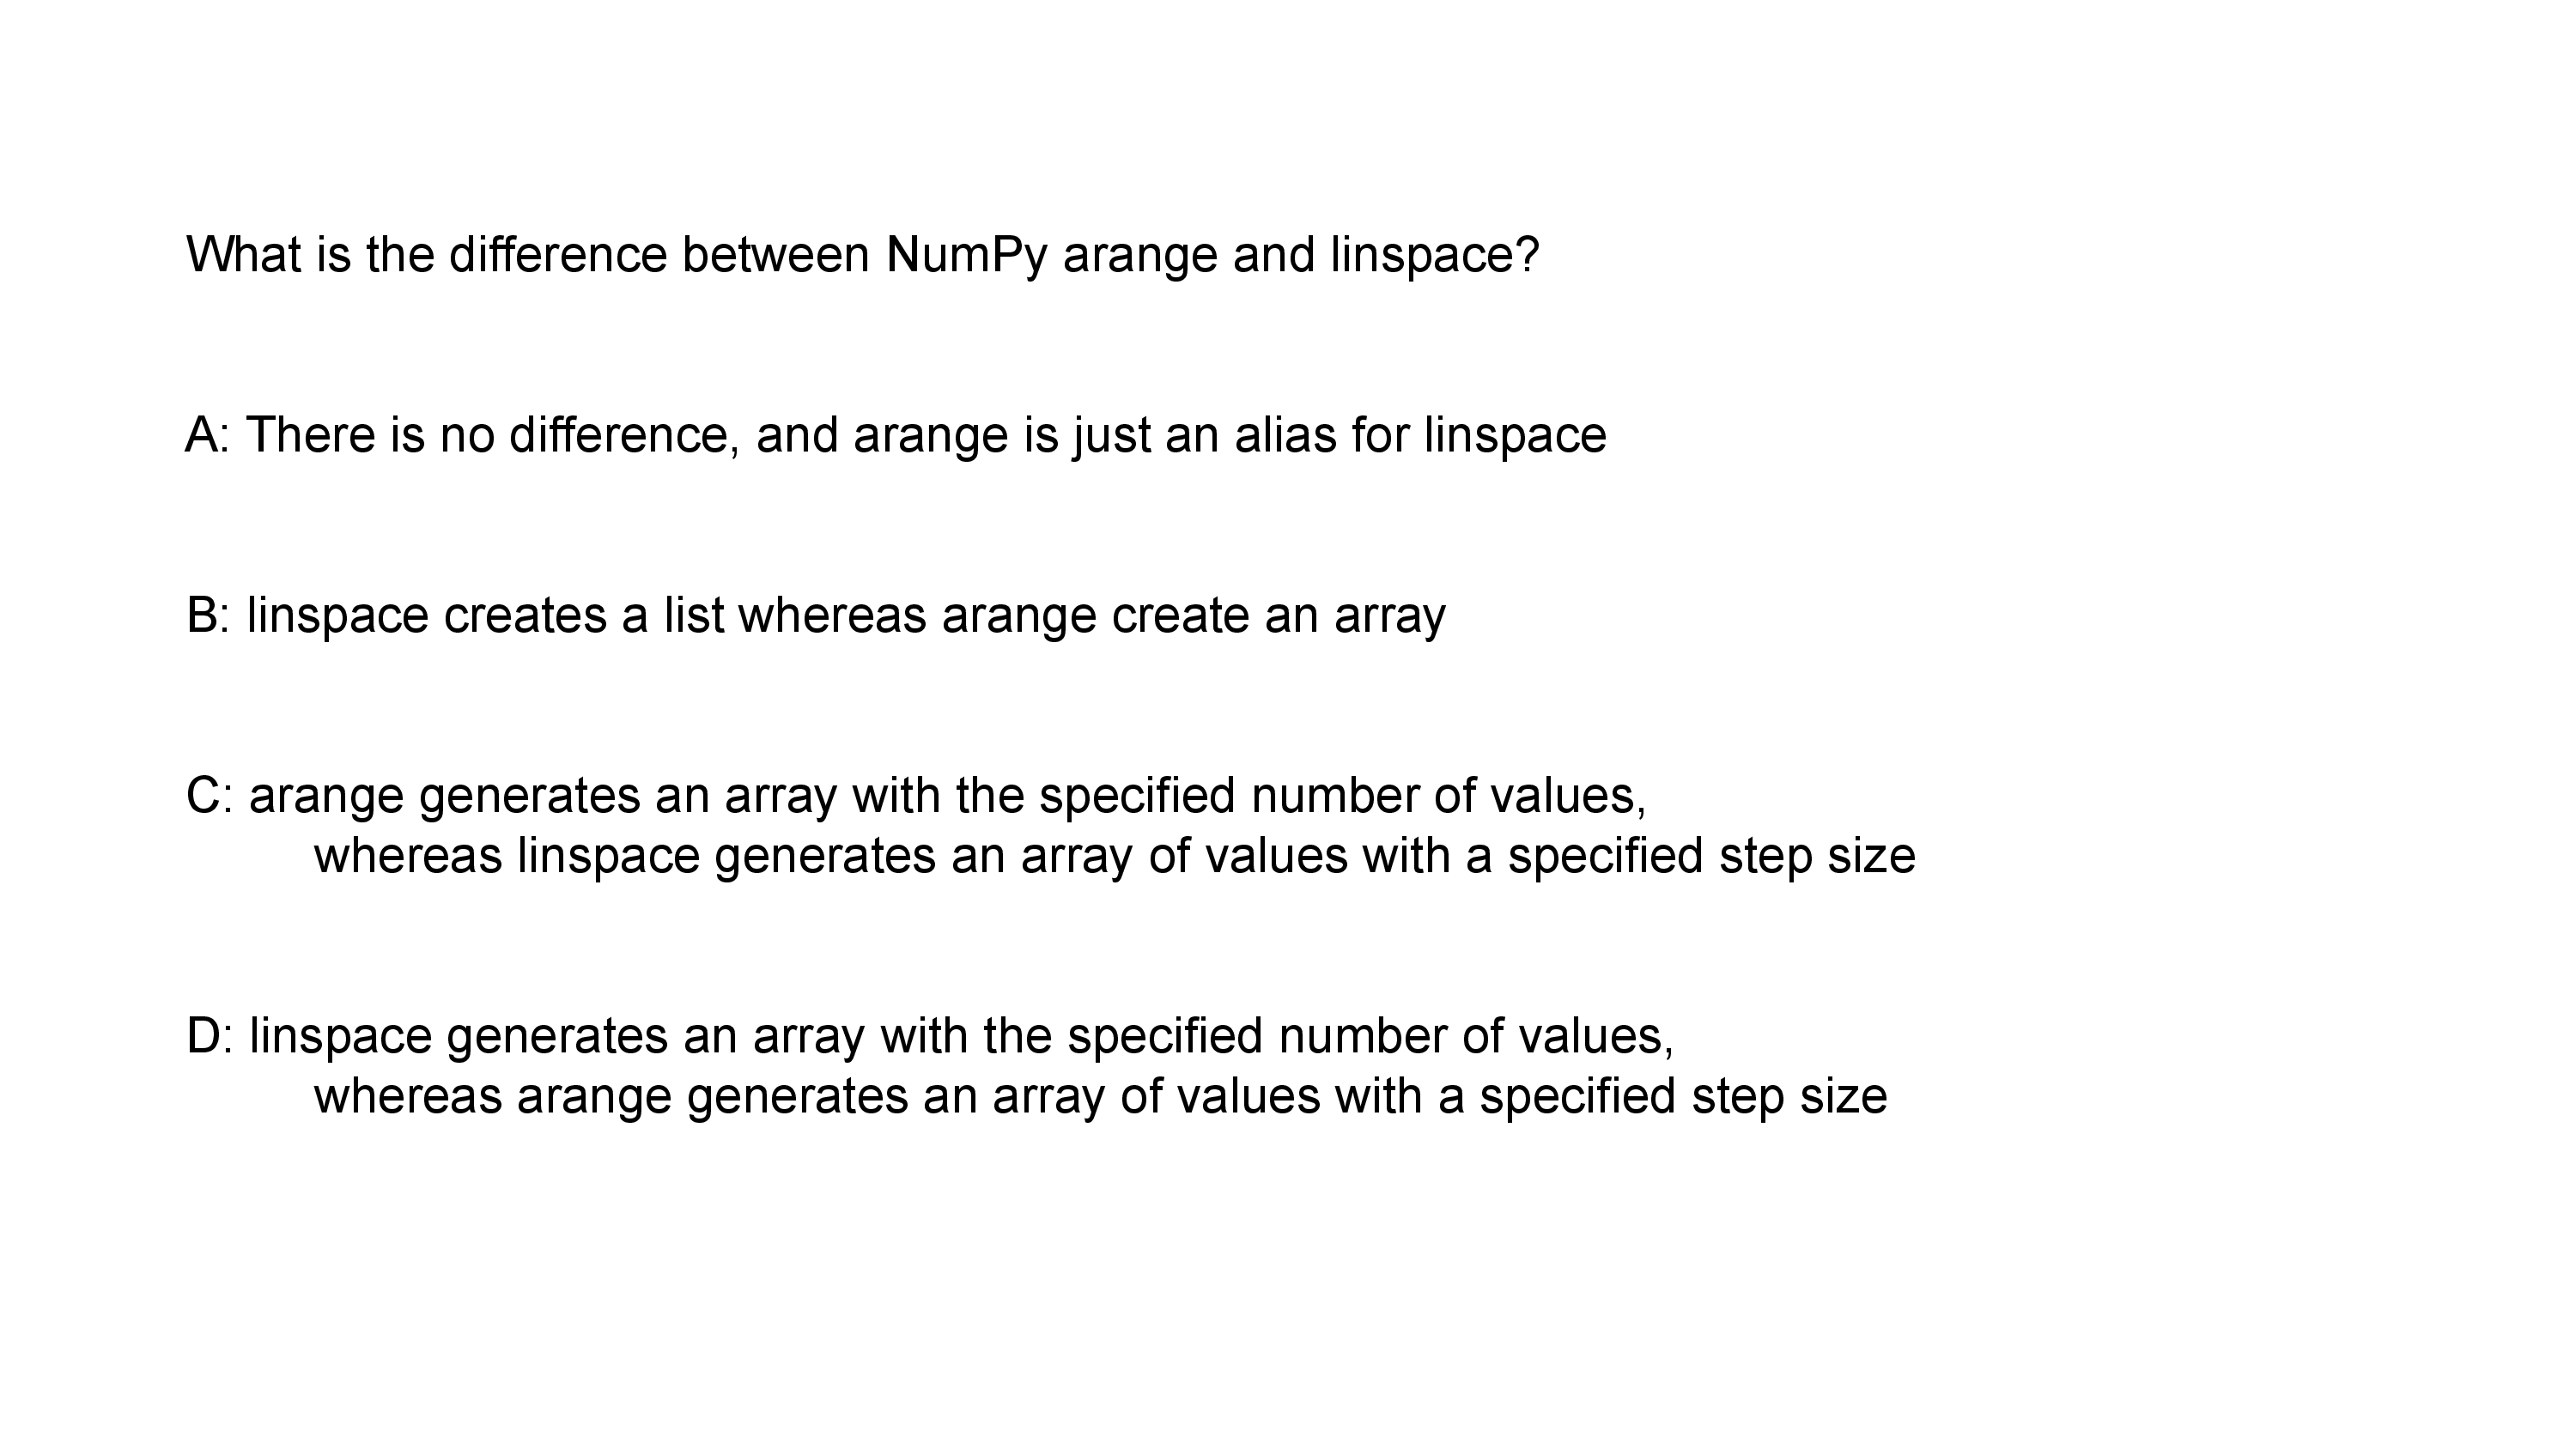 What is the difference between NumPy arange and linspace?
A: There is no difference, and arange is just an alias for linspace
B: linspace creates a list whereas arange create an array
C: arange generates an array with the specified number of values,
whereas linspace generates an array of values with a specified step size
D: linspace generates an array with the specified number of values,
whereas arange generates an array of values with a specified step size